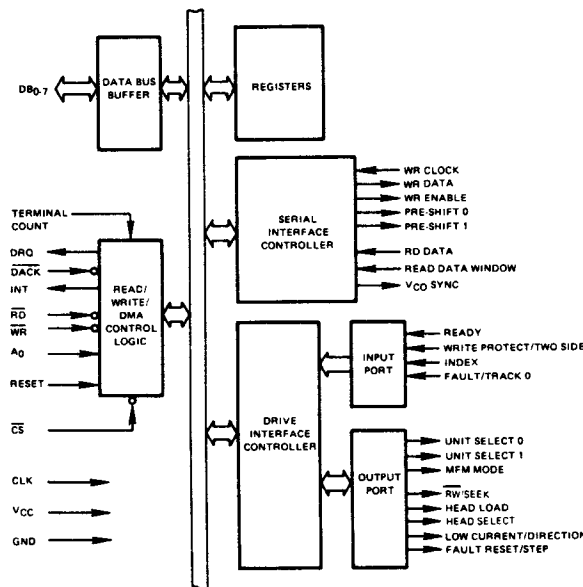 DB0-7
DATA BUS
BUFFER
REGISTERS
SERIAL
INTERFACE
CONTROLLER
WR CLOCK
WR DATA
WR ENABLE
PRE-SHIFT 0
PRE-SHIFT 1
RD DATA
READ DATA WINDOW
VCO SYNC
TERMINAL
COUNT
DRQ
DACK
INT
RD
WR
A0
RESET
CS
READ/
WRITE/
DMA
CONTROL
LOGIC
DRIVE
INTERFACE
CONTROLLER
INPUT
PORT
READY
WRITE PROTECT/TWO SIDE
INDEX
FAULT/TRACK 0
OUTPUT
PORT
UNIT SELECT 0
UNIT SELECT 1
MFM MODE
RW/SEEK
HEAD LOAD
HEAD SELECT
LOW CURRENT/DIRECTION
FAULT RESET/STEP
CLK
VCC
GND